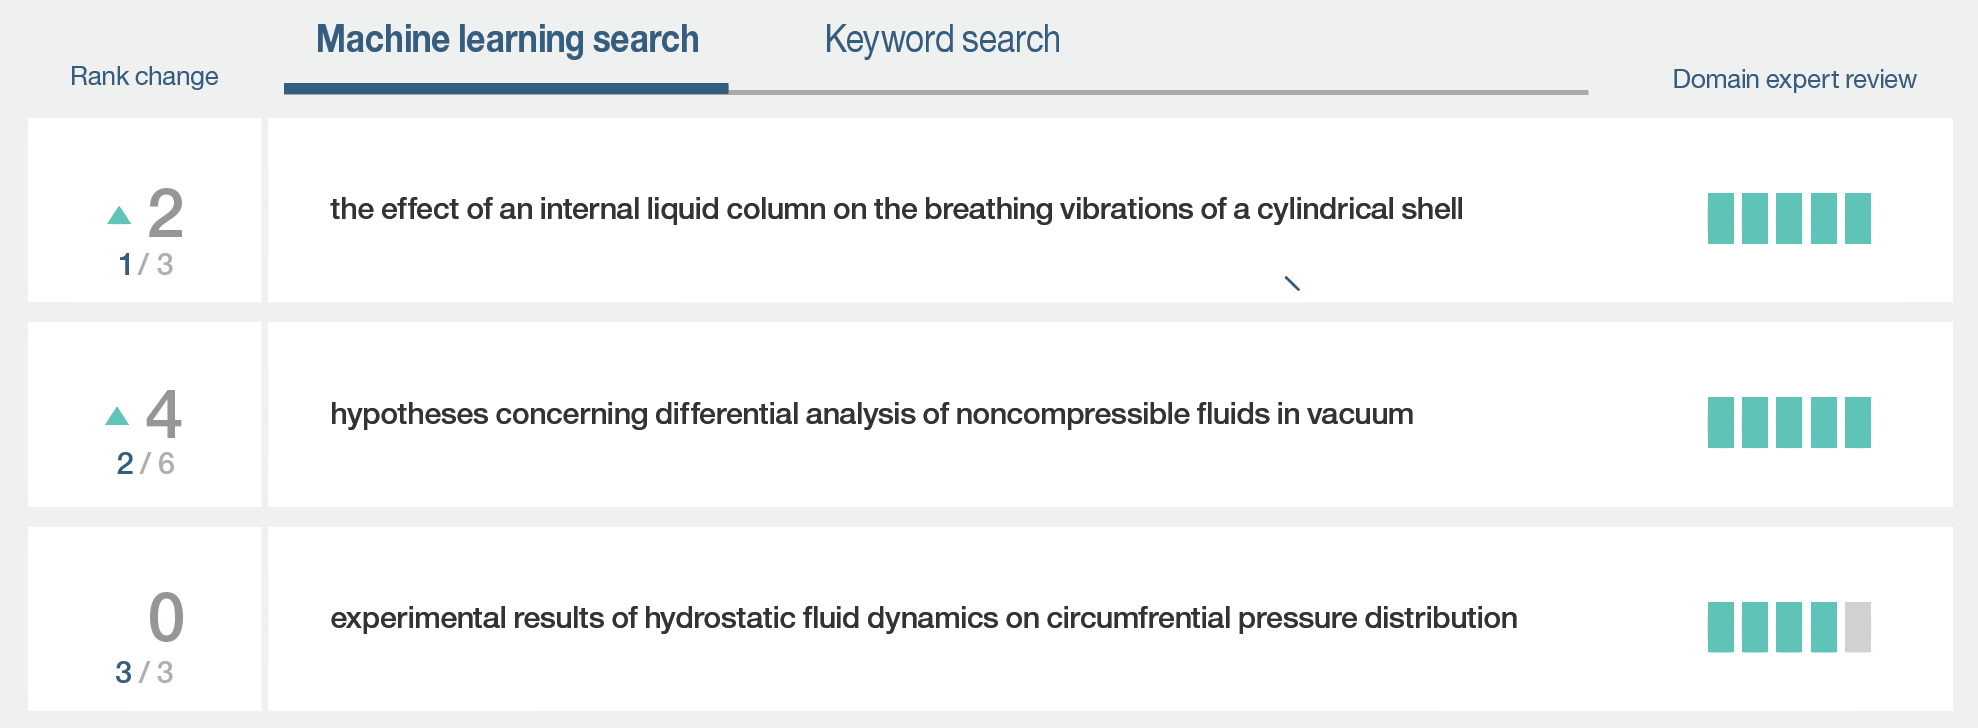 Machine learning search
Keyword search
Rank change
Domain expert review
2
1 / 3
the effect of an internal liquid column on the breathing vibrations of a cylindrical shell
4
2 / 6
hypotheses concerning differential analysis of noncompressible fluids in vacuum
0
3 / 3
experimental results of hydrostatic fluid dynamics on circumfrential pressure distribution